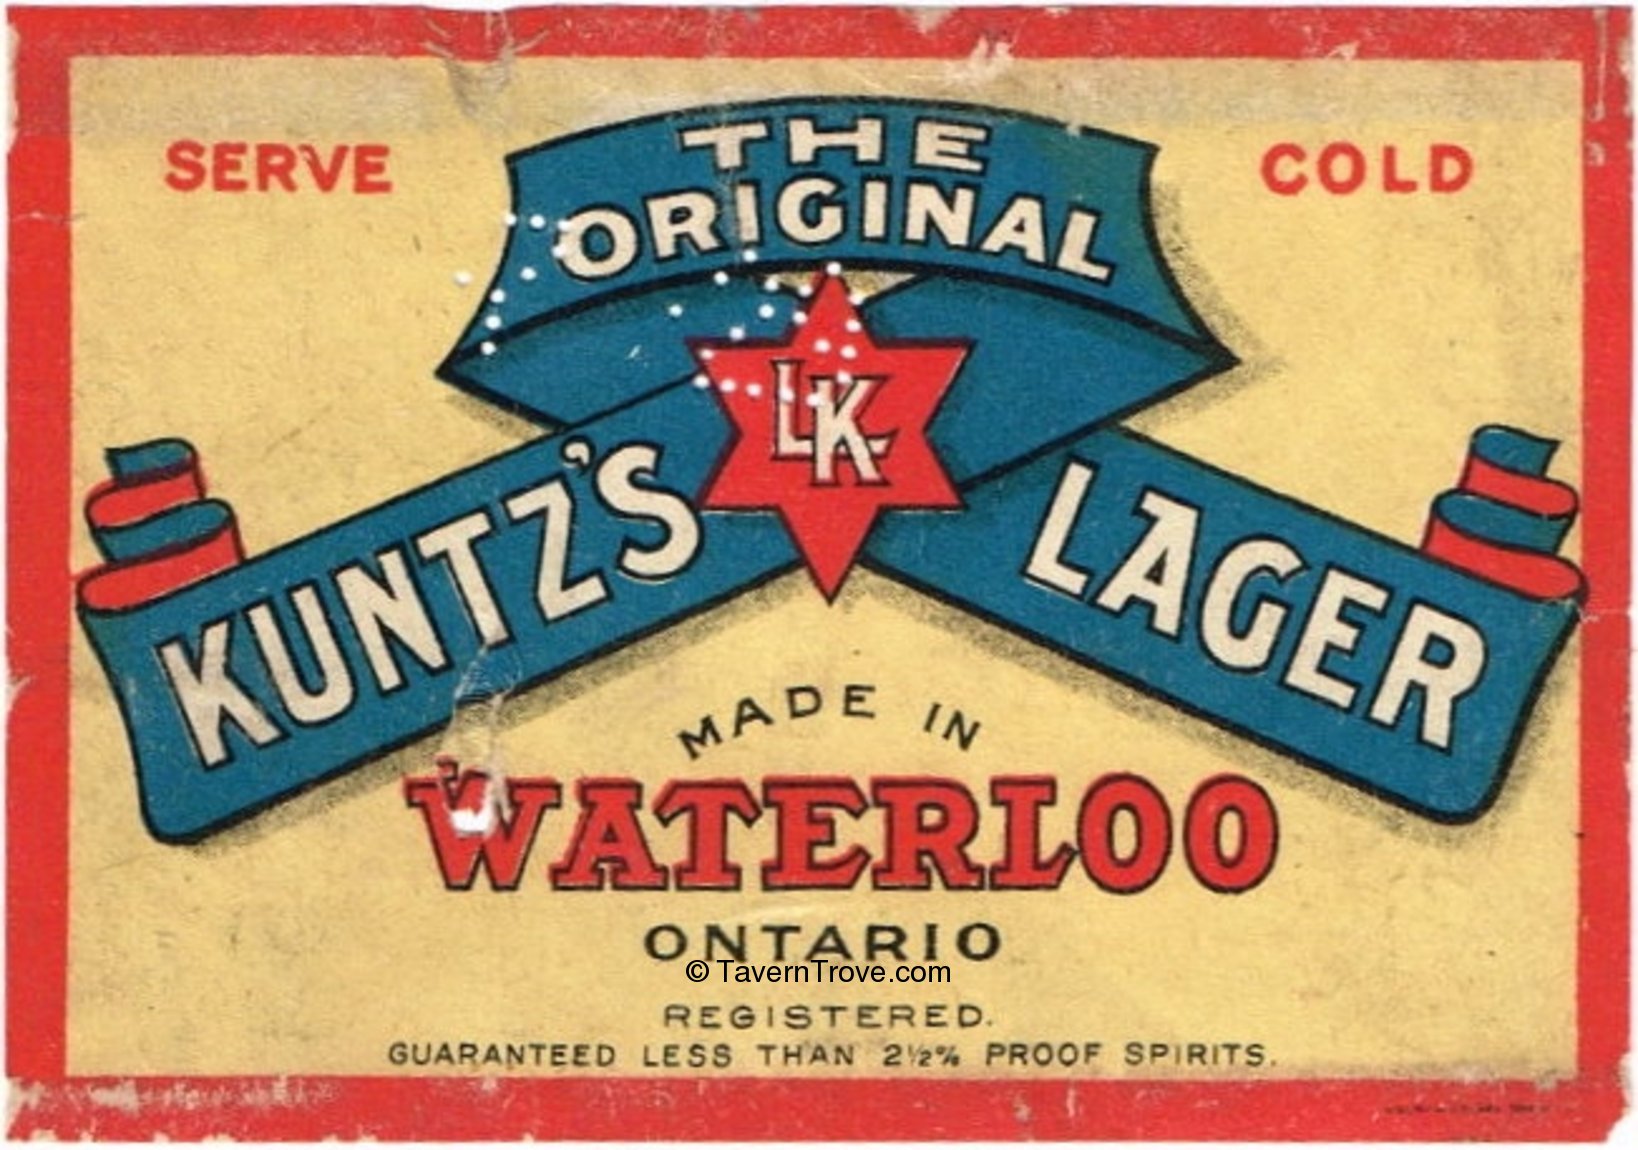 SERVE COLD
THE
ORIGINAL
LK
KUNTZ'S LAGER
MADE IN
WATERLOO
ONTARIO
© TavernTrove.com
REGISTERED.
GUARANTEED LESS THAN 2½% PROOF SPIRITS.